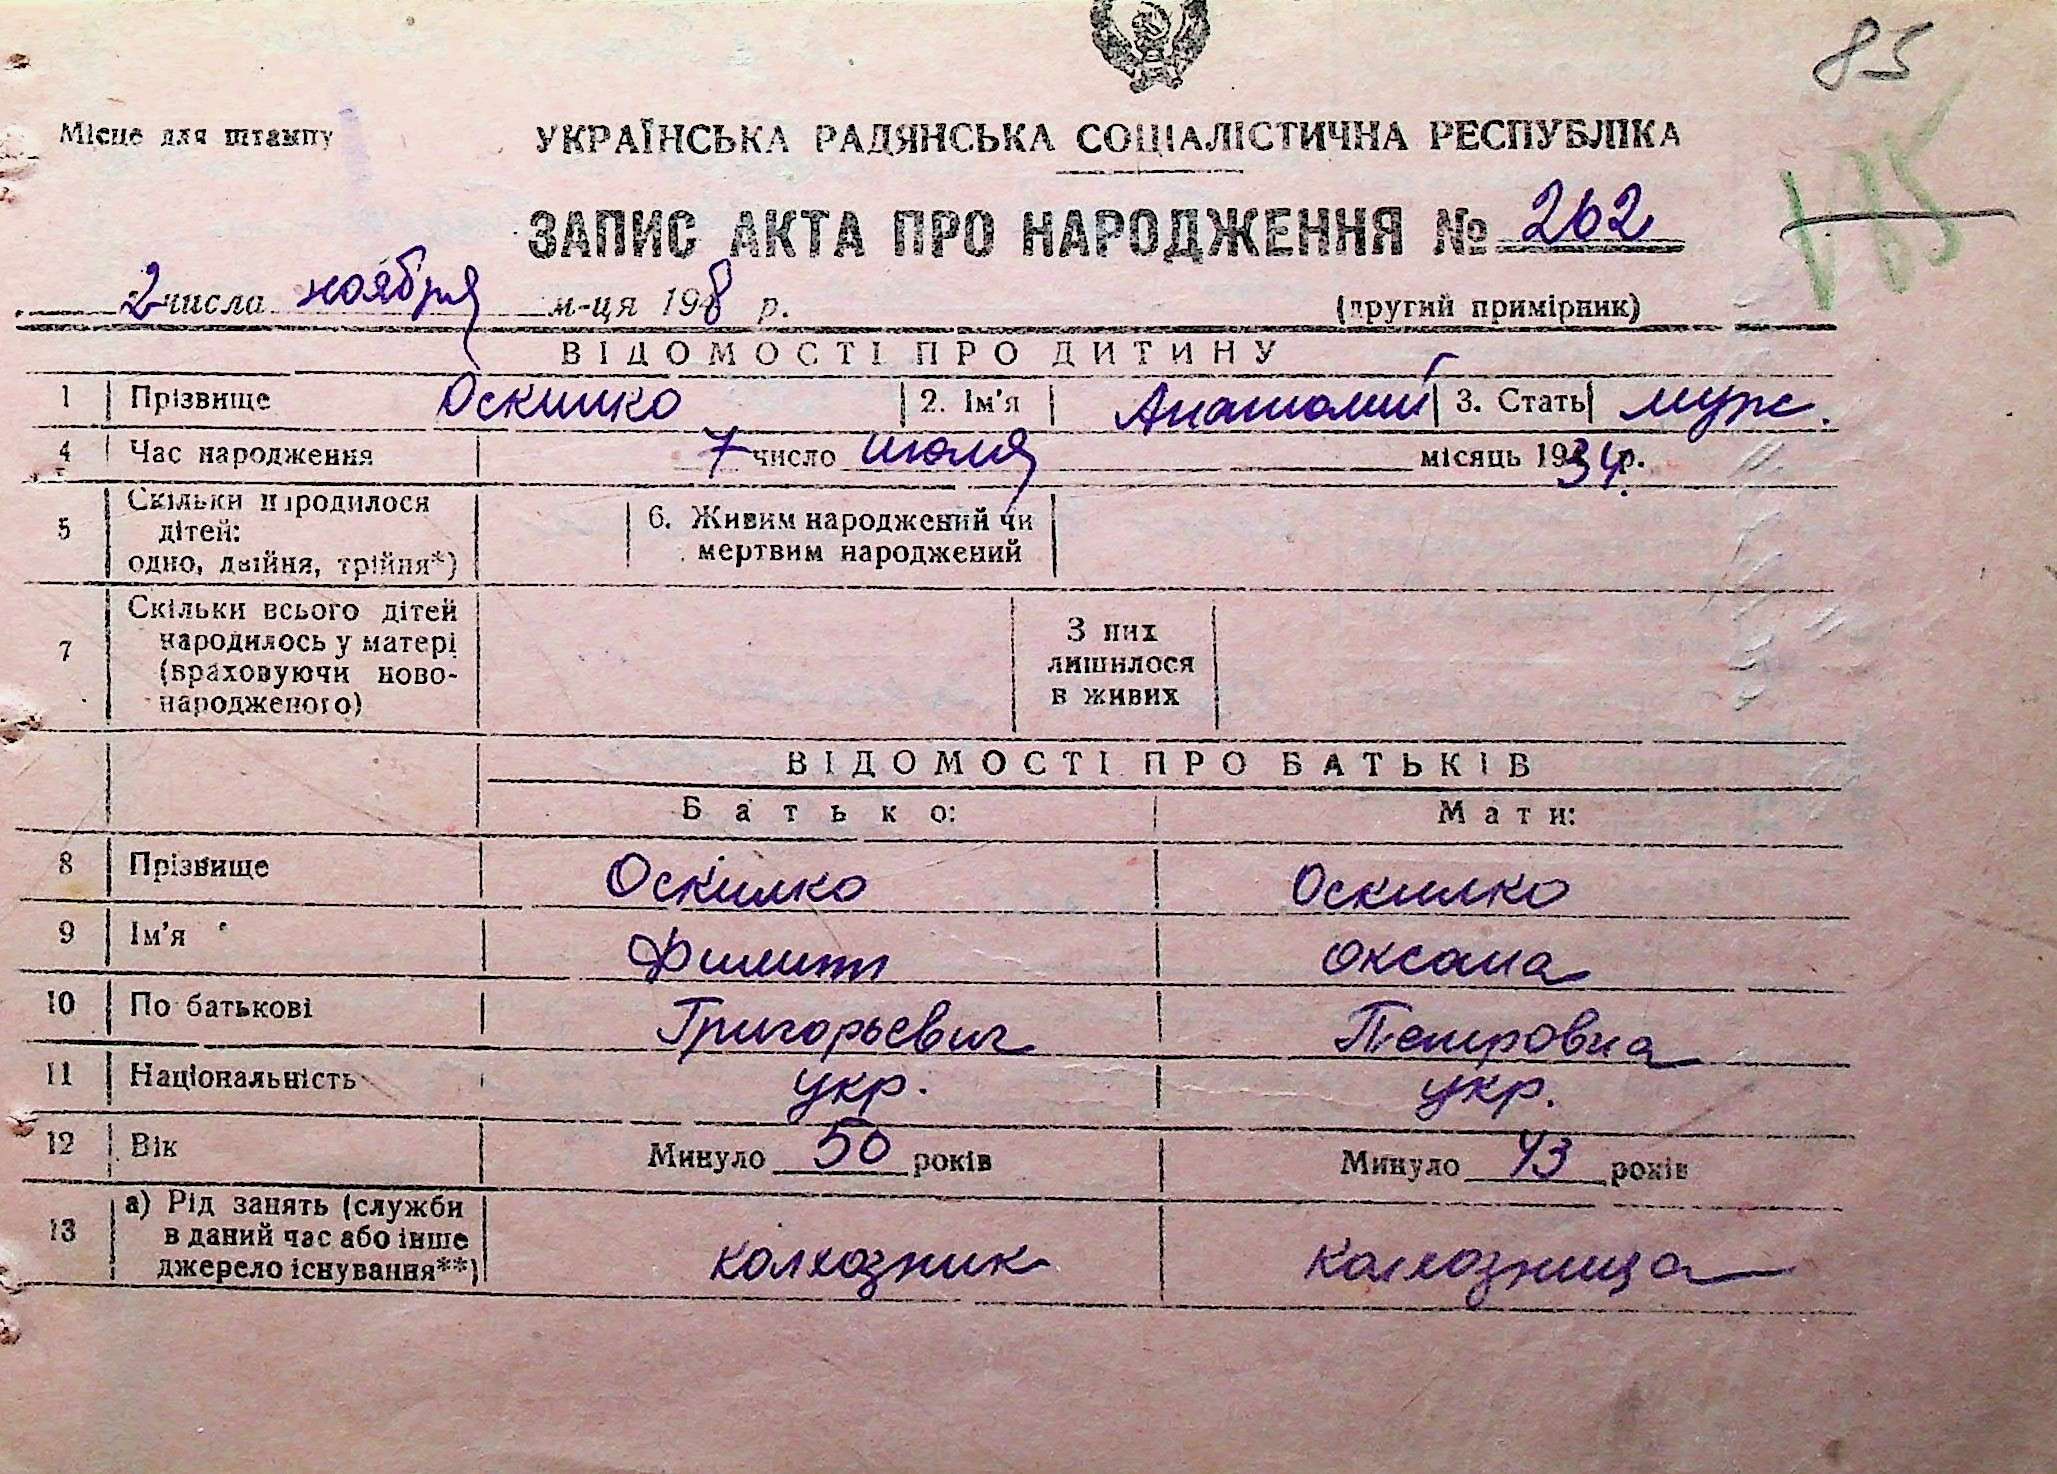 85
Місце для штампу
УКРАЇНСЬКА РАДЯНСЬКА СОЦІАЛІСТИЧНА РЕСПУБЛІКА
185
ЗАПИС АКТА ПРО НАРОДЖЕННЯ № 262
2 числа ноября м-ця 1948 р. (другий примірник)
ВІДОМОСТІ ПРО ДИТИНУ
1 Прізвище Оскилко 2. Ім'я Анатолий 3. Стать муж.
4 Час народження 7 число июля місяць 1934 р.
5 Скільки народилося
дітей:
одно, двійня, трійня*)
6. Живим народжений чи
мертвим народжений
7 Скільки всього дітей
народилось у матері
(враховуючи ново-
народженого)
З них
лишилося
в живих
ВІДОМОСТІ ПРО БАТЬКІВ
Батько: Мати:
8 Прізвище Оскилко Оскилко
9 Ім'я Филипп Оксана
10 По батькові Григорьевич Петровна
11 Національність укр. укр.
12 Вік Минуло 50 років Минуло 43 років
13 а) Рід занять (служби
в даний час або інше
джерело існування**)
колхозник колхозница